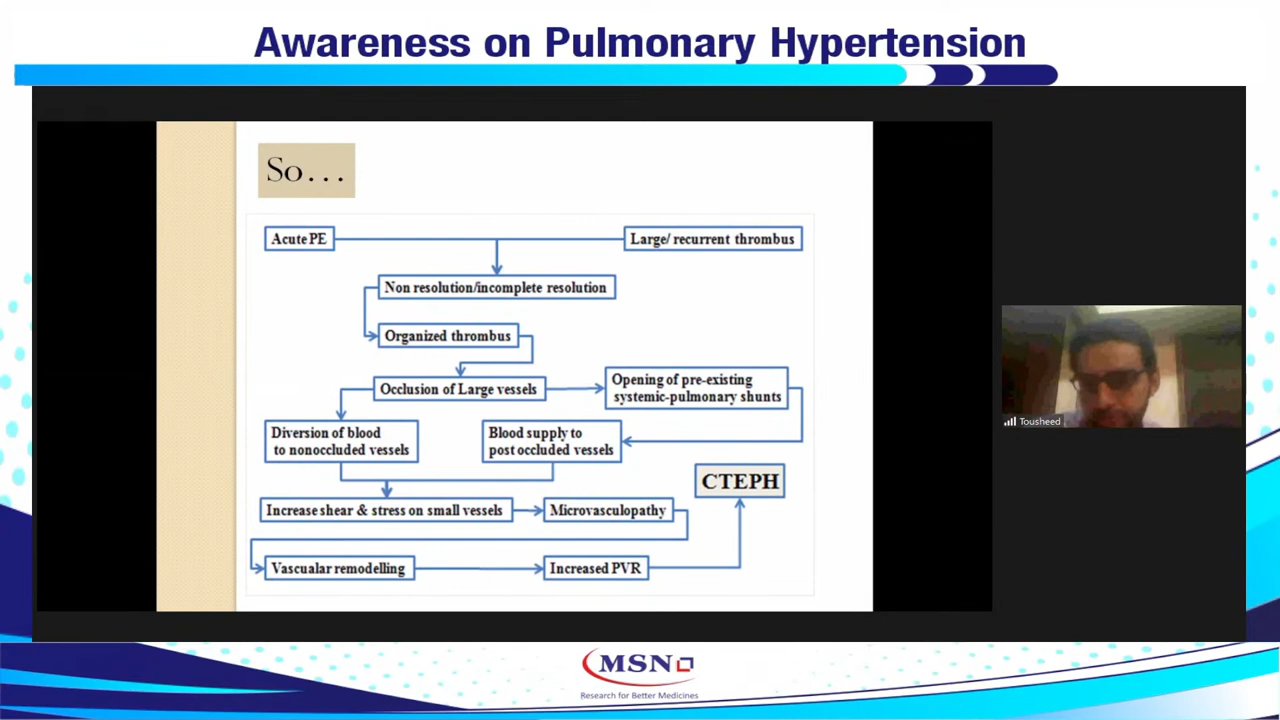 Awareness on Pulmonary Hypertension
So...
Acute PE
Large/ recurrent thrombus
Non resolution/incomplete resolution
Organized thrombus
Occlusion of Large vessels
Opening of pre-existing
systemic-pulmonary shunts
Diversion of blood
to nonoccluded vessels
Blood supply to
post occluded vessels
CTEPH
Increase shear & stress on small vessels
Microvasculopathy
Vascualar remodelling
Increased PVR
Tousheed
MSN
Research for Better Medicines